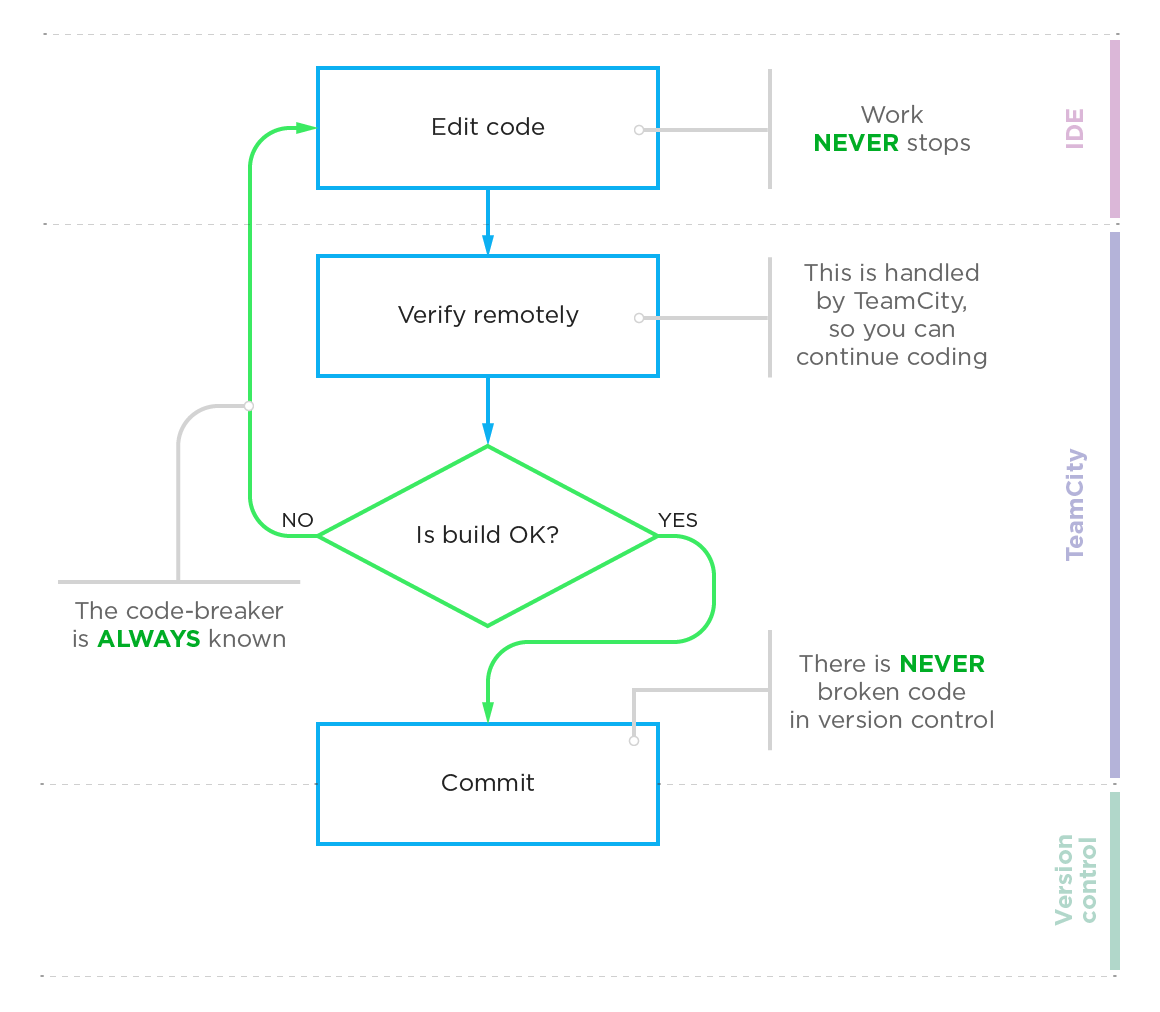 Edit code
Work
NEVER stops
IDE
Verify remotely
This is handled
by TeamCity,
so you can
continue coding
TeamCity
NO
Is build OK?
YES
The code-breaker
is ALWAYS known
There is NEVER
broken code
in version control
Commit
Version
control